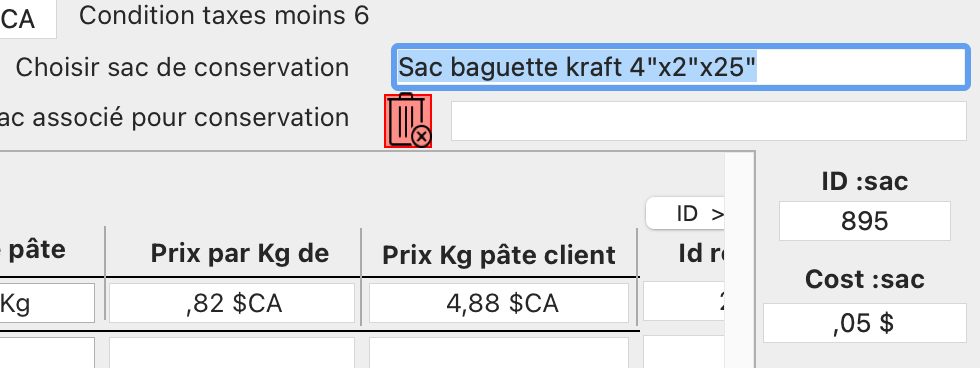 CA Condition taxes moins 6
Choisir sac de conservation Sac baguette kraft 4"x2"x25"
associé pour conservation
ID :sac
ID >
895
pâte Prix par Kg de Prix Kg pâte client Id
Cost :sac
Kg ,82 $CA 4,88 $CA
,05 $